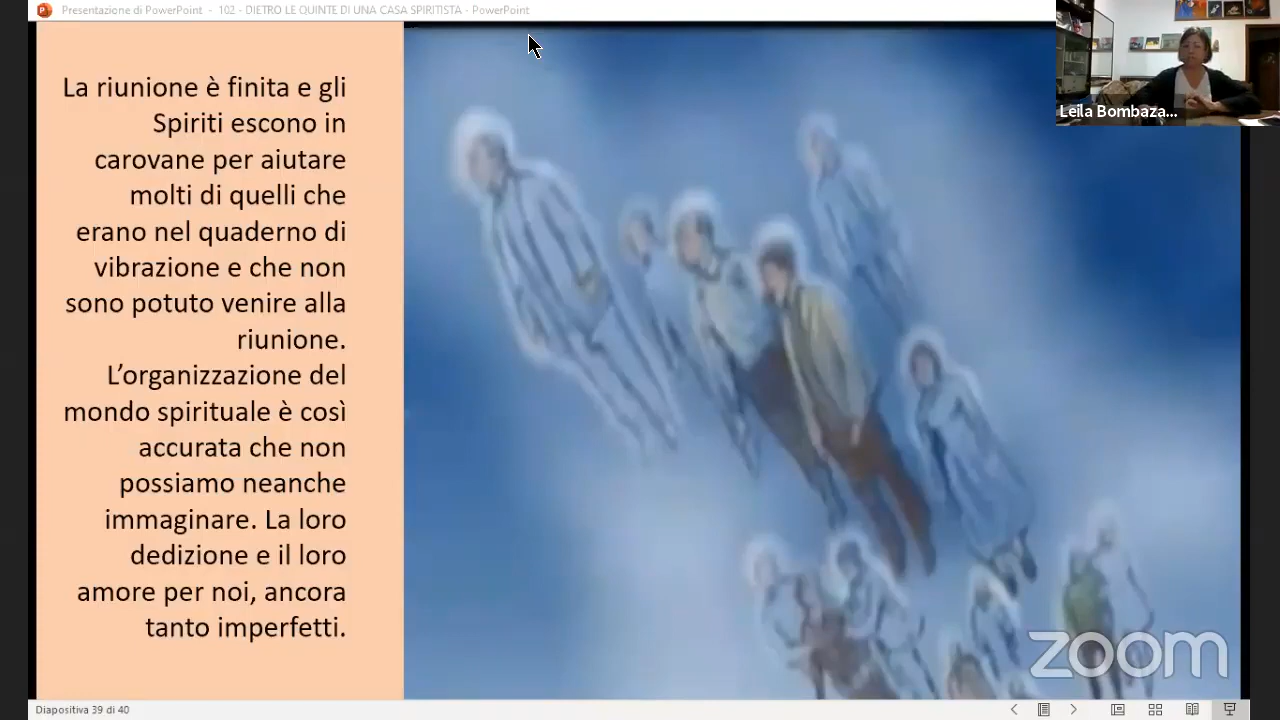 Presentazione di PowerPoint - 102 - DIETRO LE QUINTE DI UNA CASA SPIRITISTA - PowerPoint
La riunione è finita e gli
Spiriti escono in
carovane per aiutare
molti di quelli che
erano nel quaderno di
vibrazione e che non
sono potuto venire alla
riunione.
L’organizzazione del
mondo spirituale è così
accurata che non
possiamo neanche
immaginare. La loro
dedizione e il loro
amore per noi, ancora
tanto imperfetti.
Leila Bombaza...
zoom
Diapositiva 39 di 40